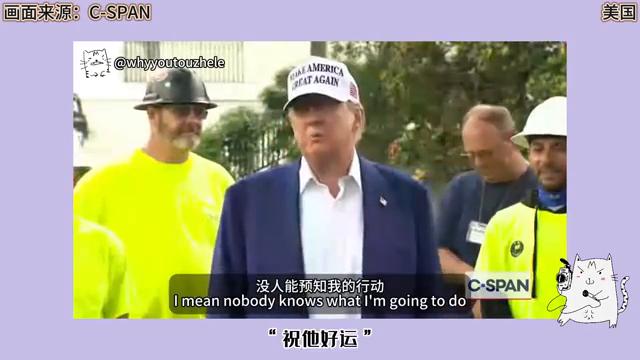 画面来源：C-SPAN
美国
@whyyoutouzhele
MAKE AMERICA
GREAT AGAIN
没人能预知我的行动
I mean nobody knows what I'm going to do
C-SPAN
“祝他好运”